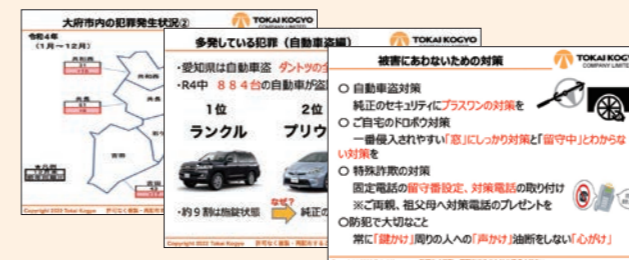 大府市内の犯罪発生状況②
TOKAI KOGYO
令和4年
（1月～12月）
多発している犯罪（自動車盗編）
TOKAI KOGYO
・愛知県は自動車盗 ダントツの全
・R4中 ８８４台の自動車が盗
1位
2位
ランクル
プリウ
なぜ？
・約９割は施錠状態
純正の
被害にあわないための対策
TOKAI KOGYO
COMPANY LIMITE
〇 自動車盗対策
純正のセキュリティにプラスワンの対策を
〇 ご自宅のドロボウ対策
一番侵入されやすい「窓」にしっかり対策と「留守中」とわからな
い対策を
〇 特殊詐欺の対策
固定電話の留守番設定、対策電話の取り付け
※ご両親、祖父母へ対策電話のプレゼントを
〇防犯で大切なこと
常に「鍵かけ」周りの人への「声かけ」油断をしない「心がけ」